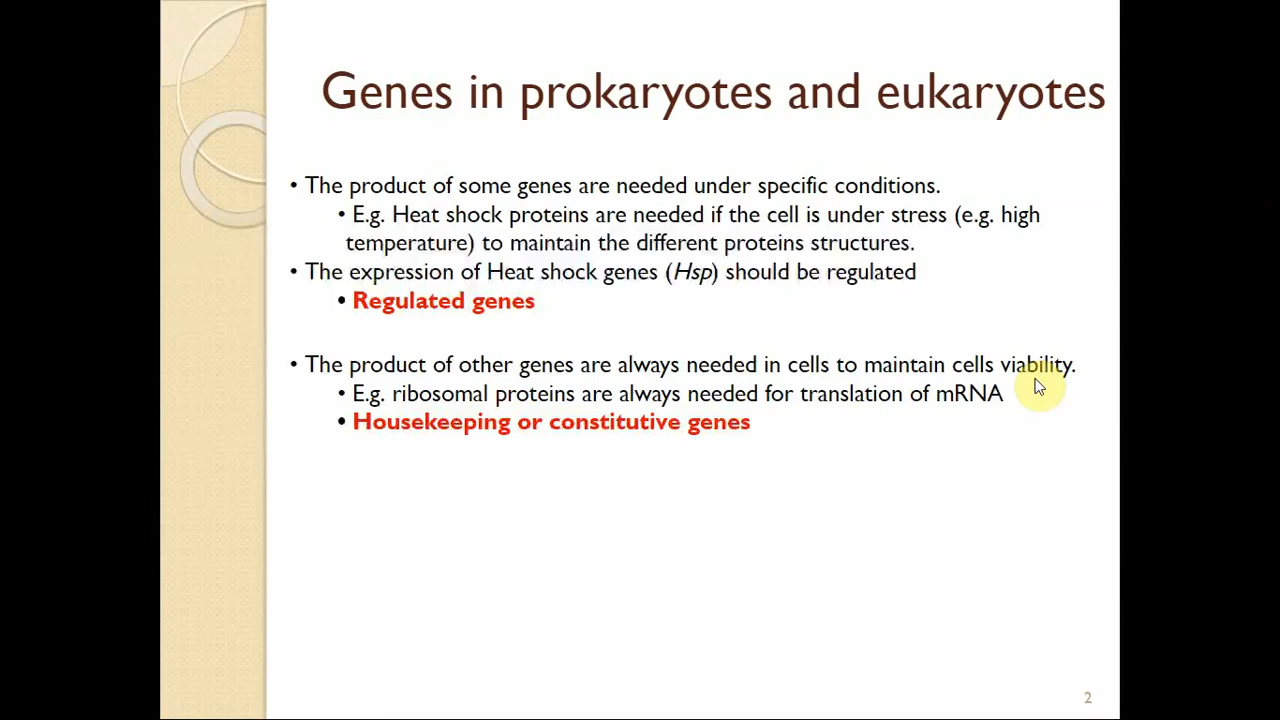 Genes in prokaryotes and eukaryotes
• The product of some genes are needed under specific conditions.
• E.g. Heat shock proteins are needed if the cell is under stress (e.g. high
temperature) to maintain the different proteins structures.
• The expression of Heat shock genes (Hsp) should be regulated
• Regulated genes
• The product of other genes are always needed in cells to maintain cells viability.
• E.g. ribosomal proteins are always needed for translation of mRNA
• Housekeeping or constitutive genes
2